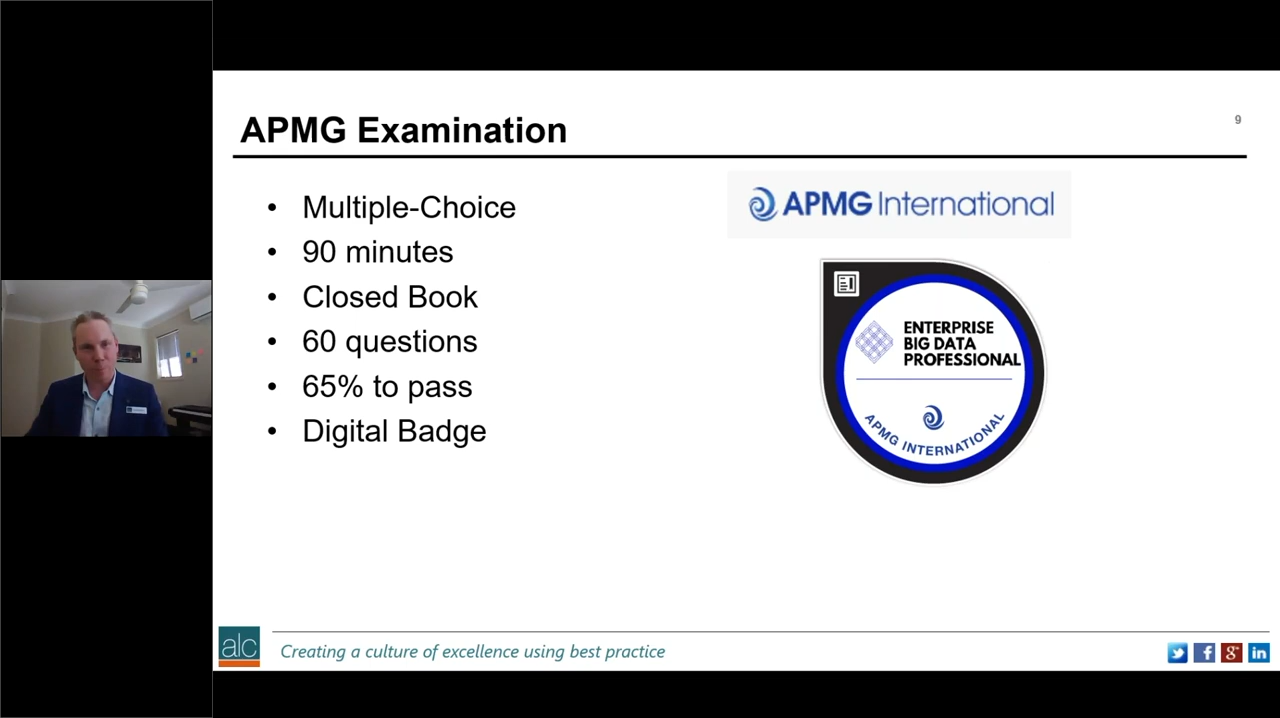 APMG Examination
9
• Multiple-Choice
• 90 minutes
• Closed Book
• 60 questions
• 65% to pass
• Digital Badge
APMG International
ENTERPRISE
BIG DATA
PROFESSIONAL
APMG INTERNATIONAL
alc
Creating a culture of excellence using best practice